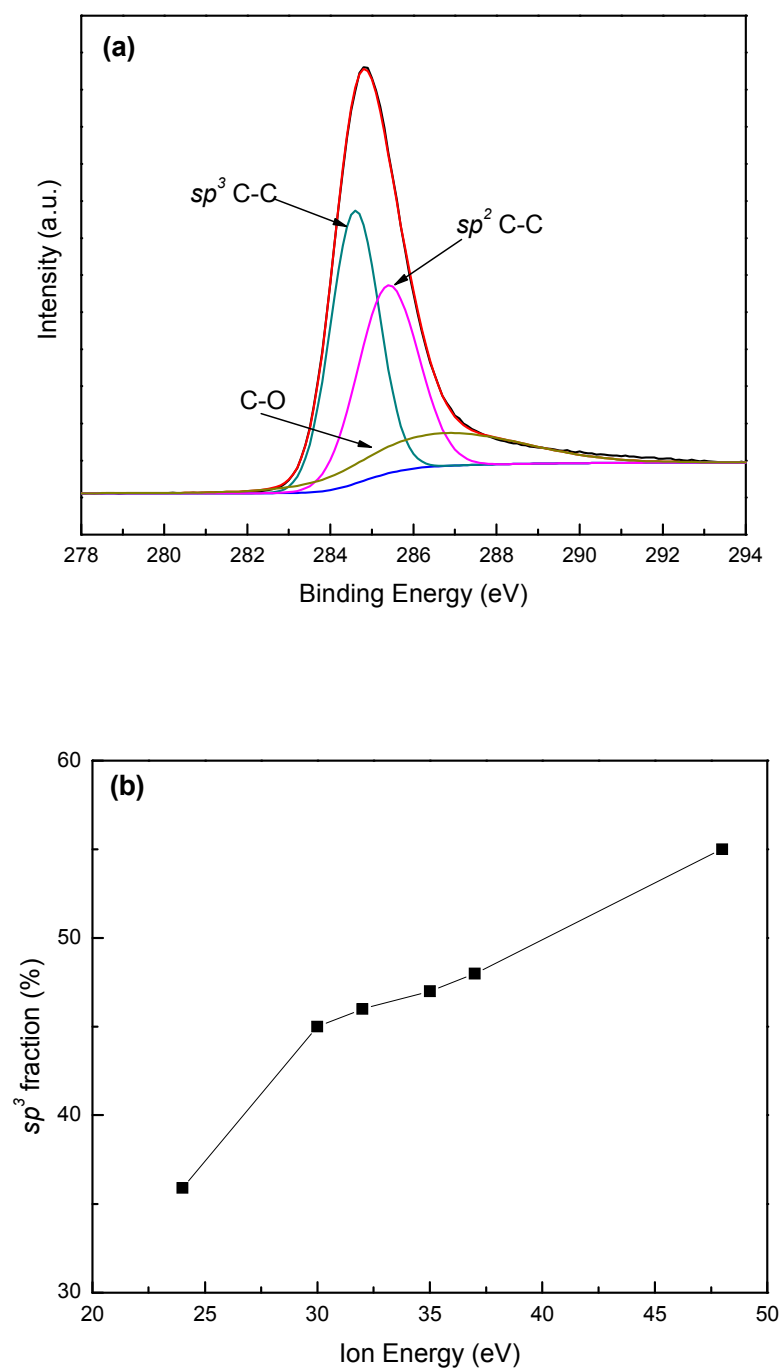 (a)
sp³ C-C
sp² C-C
C-O
Intensity (a.u.)
278 280 282 284 286 288 290 292 294
Binding Energy (eV)
(b)
60
50
40
30
sp³ fraction (%)
20 25 30 35 40 45 50
Ion Energy (eV)